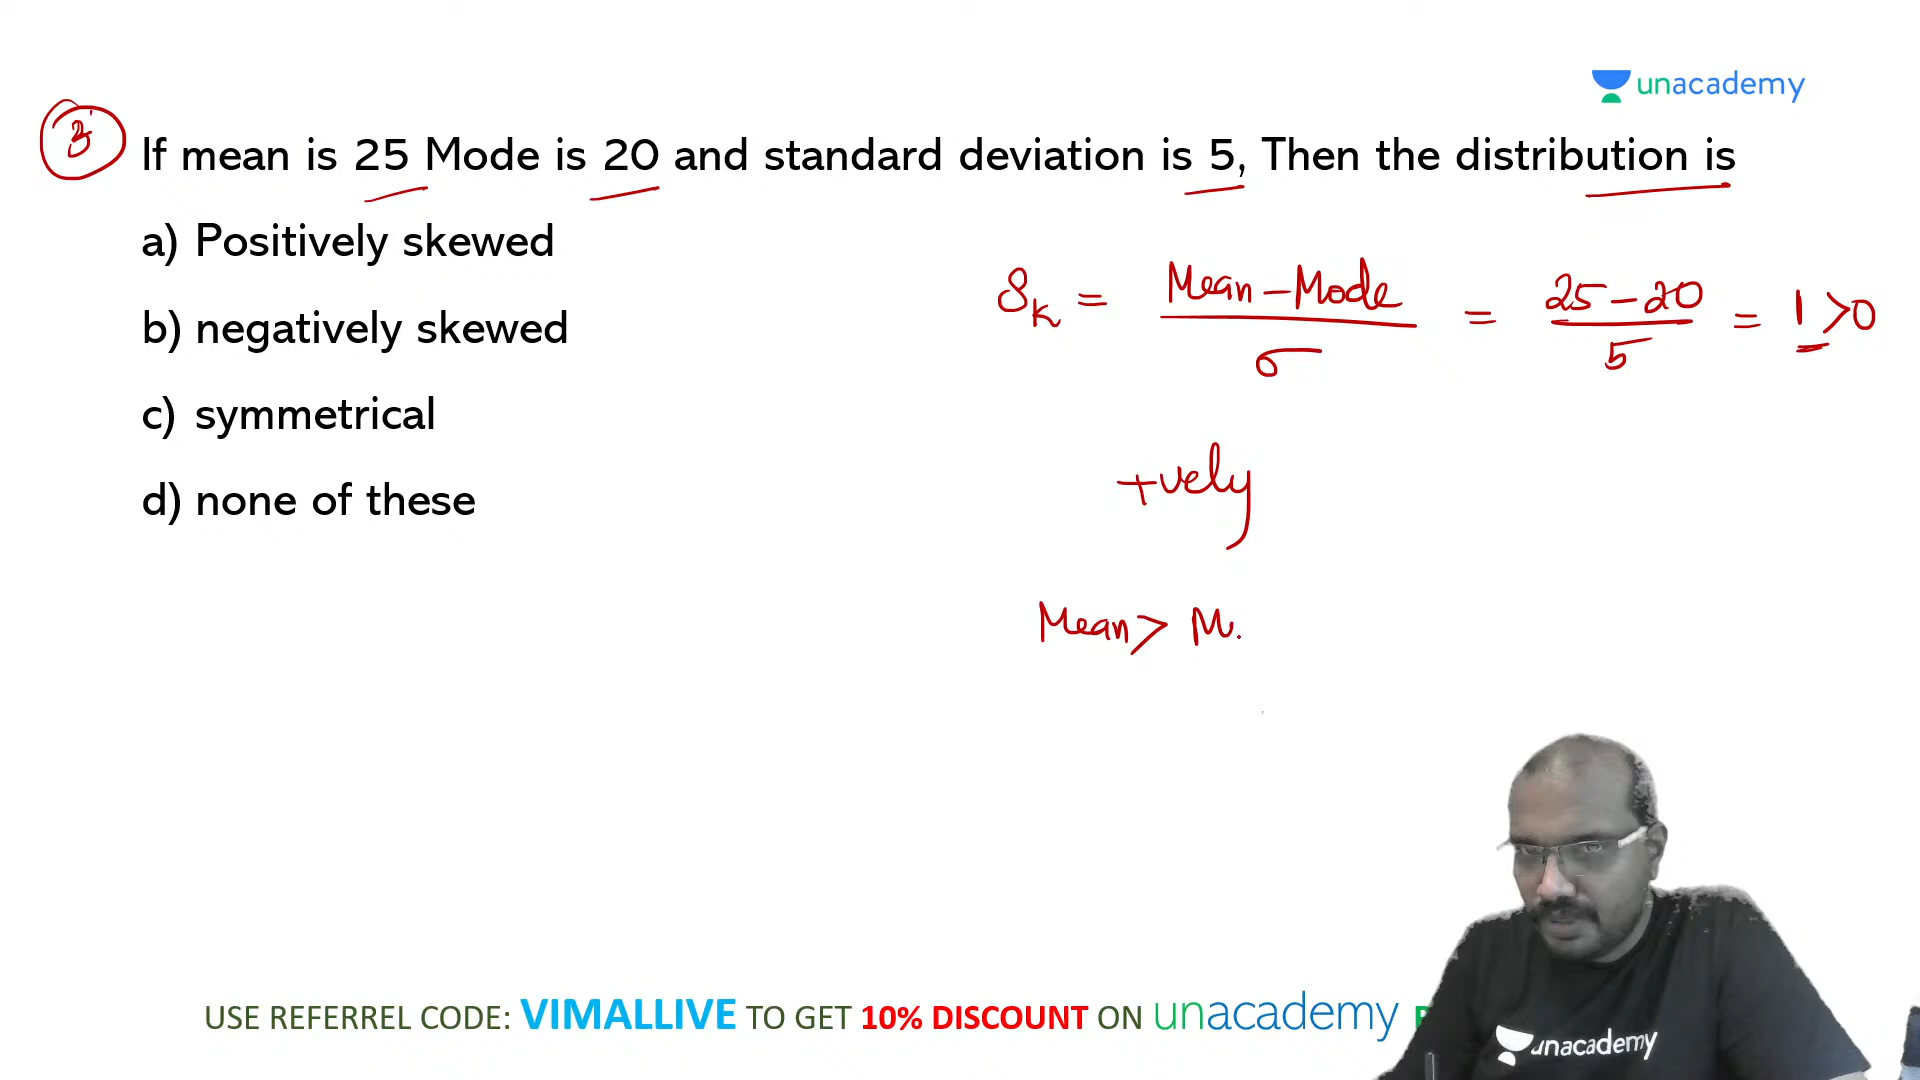 unacademy
3 If mean is 25 Mode is 20 and standard deviation is 5, Then the distribution is
a) Positively skewed
b) negatively skewed
c) symmetrical
d) none of these
Sk = Mean - Mode / σ = 25 - 20 / 5 = 1 > 0
+vely
Mean > M.
USE REFERREL CODE: VIMALLIVE TO GET 10% DISCOUNT ON unacademy
unacademy